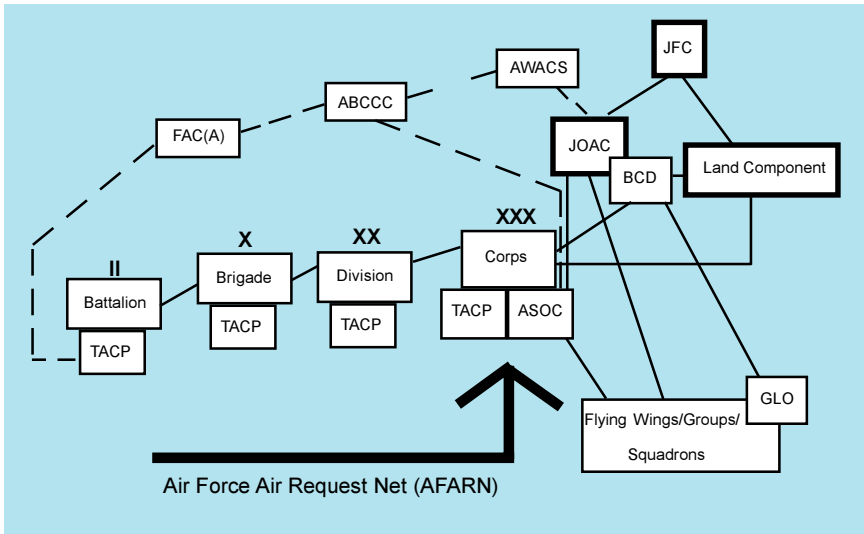 JFC
AWACS
ABCCC
FAC(A)
JOAC
BCD
Land Component
XXX
XX
X
II
Corps
Division
Brigade
Battalion
TACP
ASOC
TACP
TACP
TACP
GLO
Flying Wings/Groups/
Squadrons
Air Force Air Request Net (AFARN)